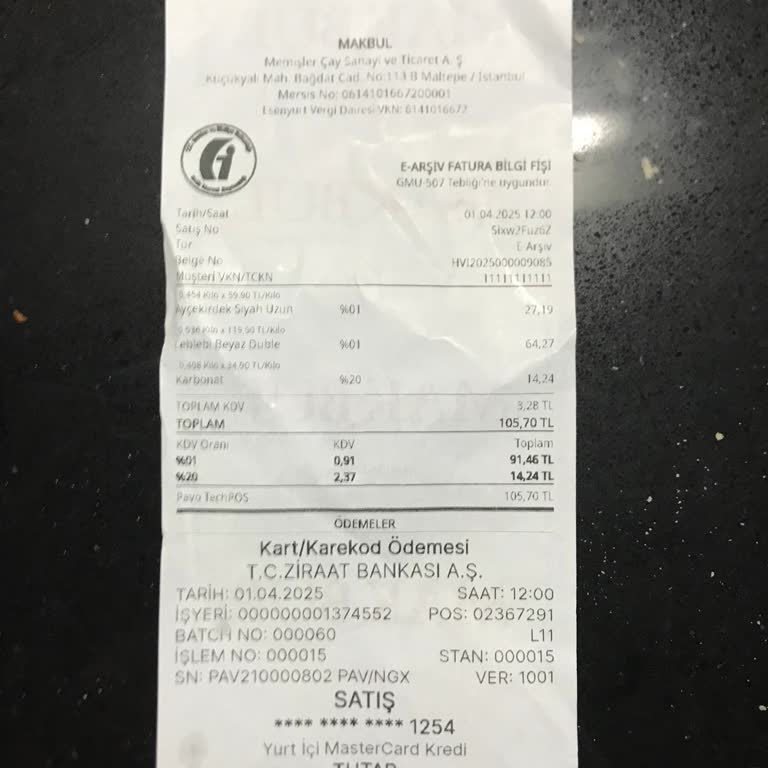 MAKBUL
Memişler Çay Sanayi ve Ticaret A. Ş
Küçükyalı Mah. Bağdat Cad. No:113 B Maltepe / İstanbul
Mersis No: 0614101667200001
Esenyurt Vergi Dairesi VKN: 6141016672
E-ARŞİV FATURA BİLGİ FİŞİ
GMU-507 Tebliği'ne uygundur.
Tarih/Saat 01.04.2025 12:00
Satış No Sixw2Fuz6Z
Tür E-Arşiv
Belge No HVI2025000009085
Müşteri VKN/TCKN 11111111111
0,454 Kilo x 59.90 TL/Kilo
Ayçekirdek Siyah Uzun %01 27,19
0,536 Kilo x 119.90 TL/Kilo
Leblebi Beyaz Duble %01 64,27
Kilo x 34.90 TL/Kilo
Karbonat %20 14,24
TOPLAM KDV 3,28 TL
TOPLAM 105,70 TL
KDV Oranı KDV Toplam
%01 0,91 91,46 TL
%20 2,37 14,24 TL
Pavo TechPOS 105,70 TL
ÖDEMELER
Kart/Karekod Ödemesi
T.C.ZİRAAT BANKASI A.Ş.
TARİH: 01.04.2025 SAAT: 12:00
İŞYERİ: 000000001374552 POS: 02367291
BATCH NO: 000060 L11
İŞLEM NO: 000015 STAN: 000015
SN: PAV210000802 PAV/NGX VER: 1001
SATIŞ
**** **** **** 1254
Yurt İçi MasterCard Kredi
TUTAR